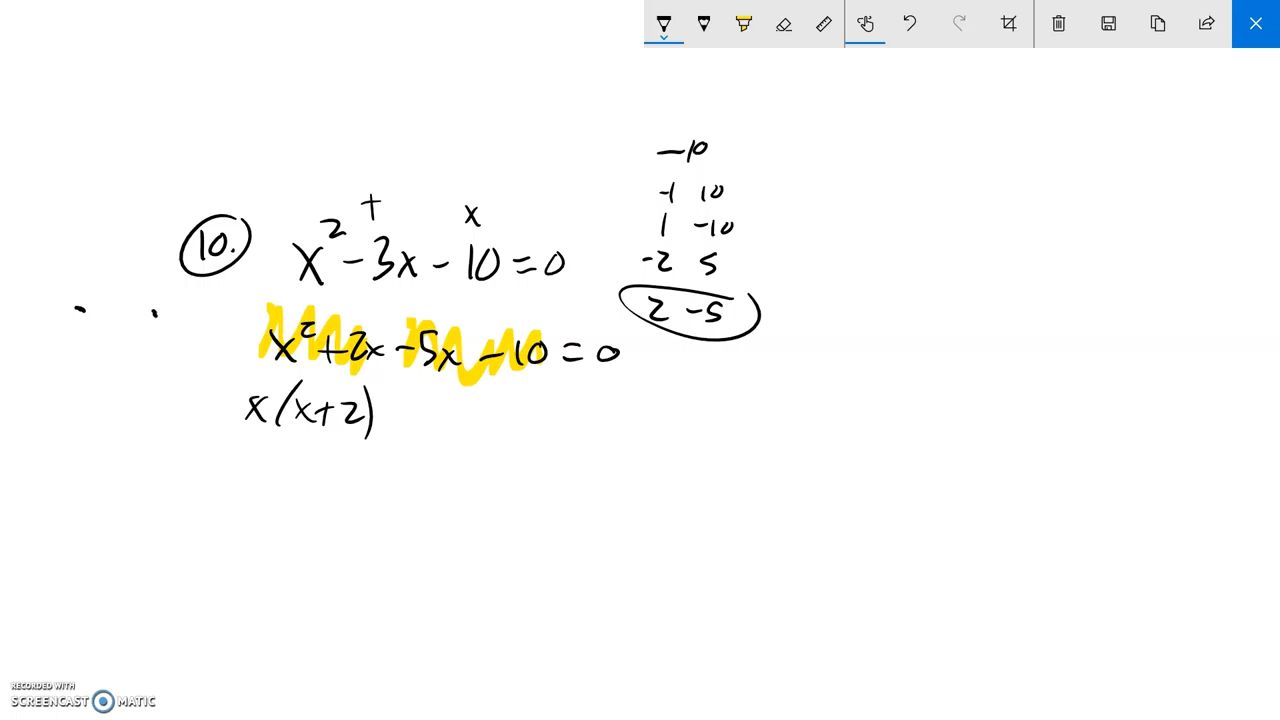 -10
-1 10
1 -10
-2 5
2 -5
+ x
10. x² - 3x - 10 = 0
x² + 2x - 5x - 10 = 0
x(x+2)
RECORDED WITH
SCREENCAST MATIC